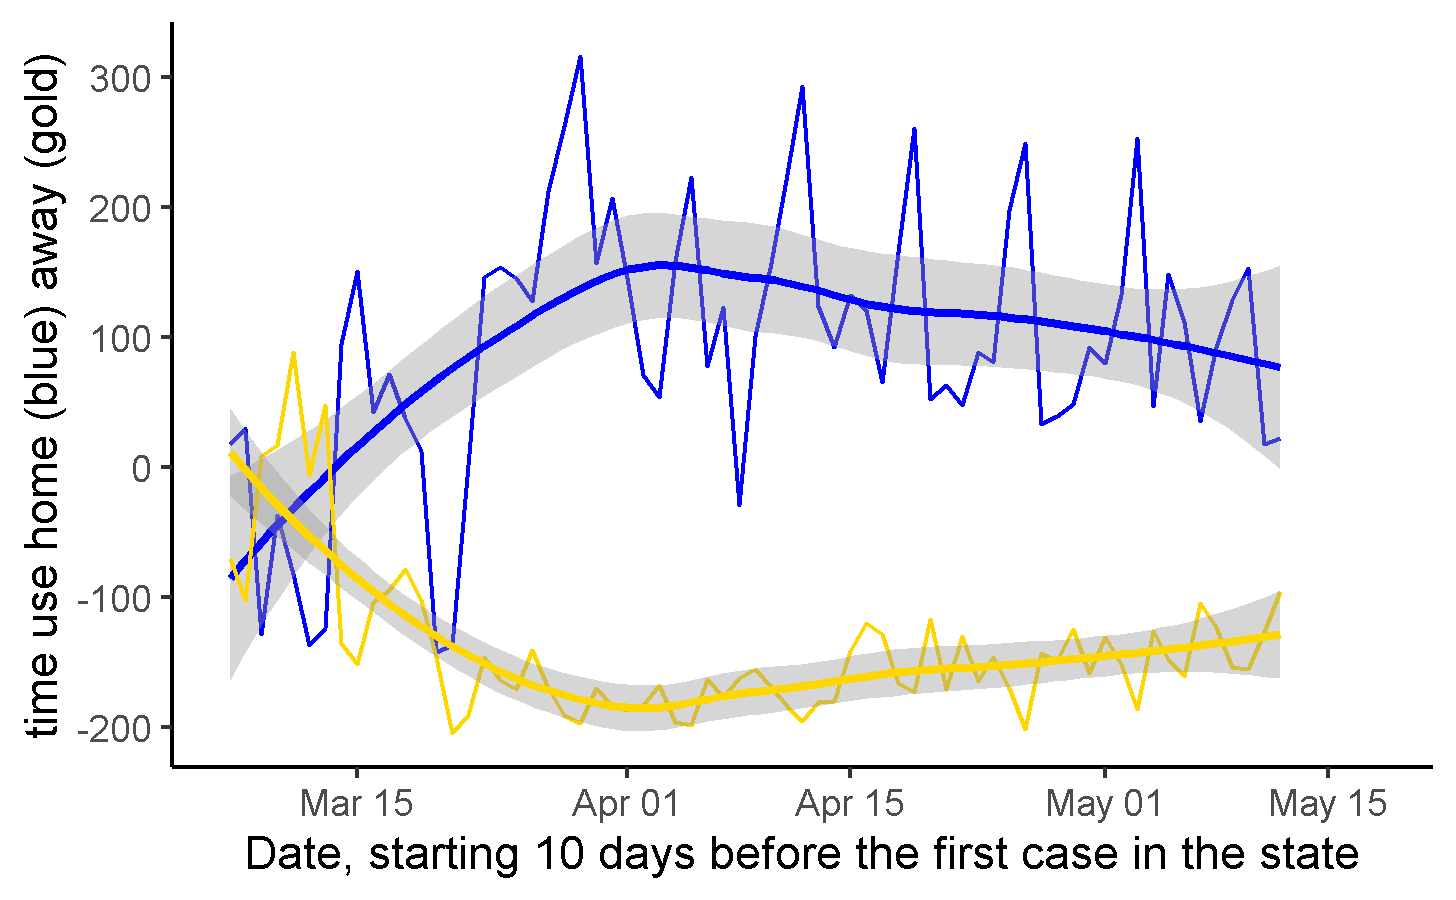 time use home (blue) away (gold)
300
200
100
0
-100
-200
Mar 15
Apr 01
Apr 15
May 01
May 15
Date, starting 10 days before the first case in the state